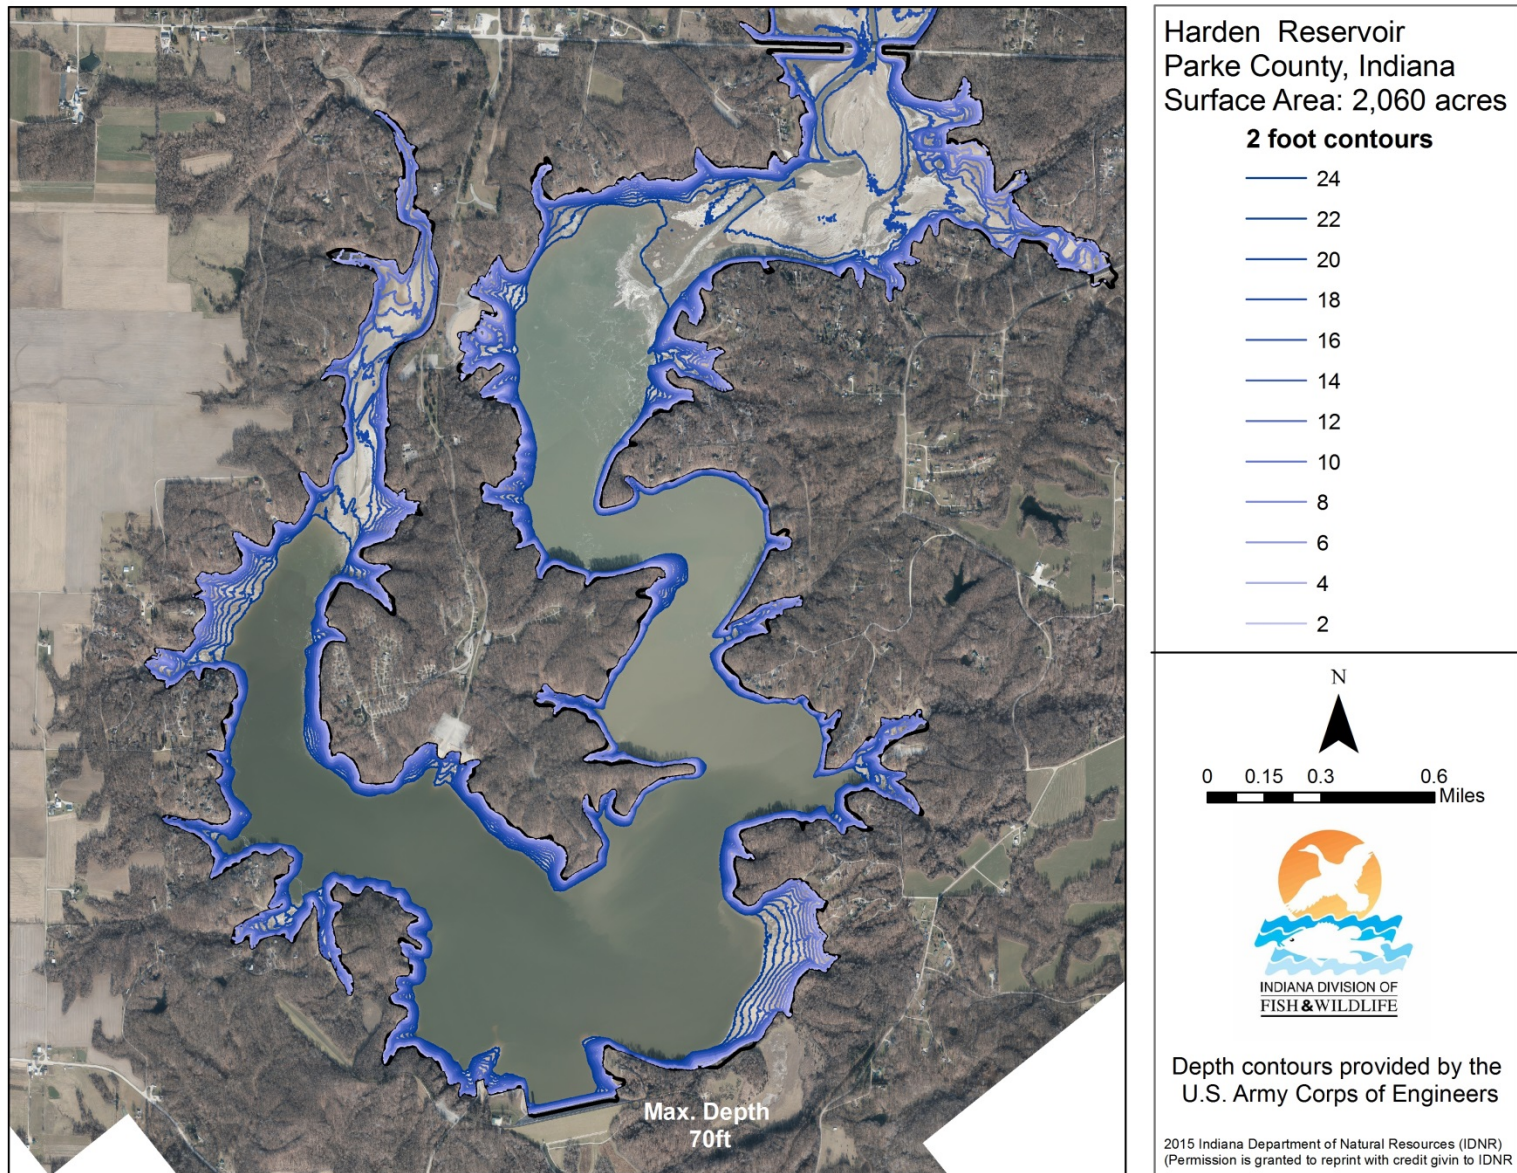 Harden Reservoir
Parke County, Indiana
Surface Area: 2,060 acres
2 foot contours
24
22
20
18
16
14
12
10
8
6
4
2
N
0 0.15 0.3 0.6
Miles
INDIANA DIVISION OF
FISH & WILDLIFE
Depth contours provided by the
U.S. Army Corps of Engineers
2015 Indiana Department of Natural Resources (IDNR)
(Permission is granted to reprint with credit givin to IDNR
Max. Depth
70ft